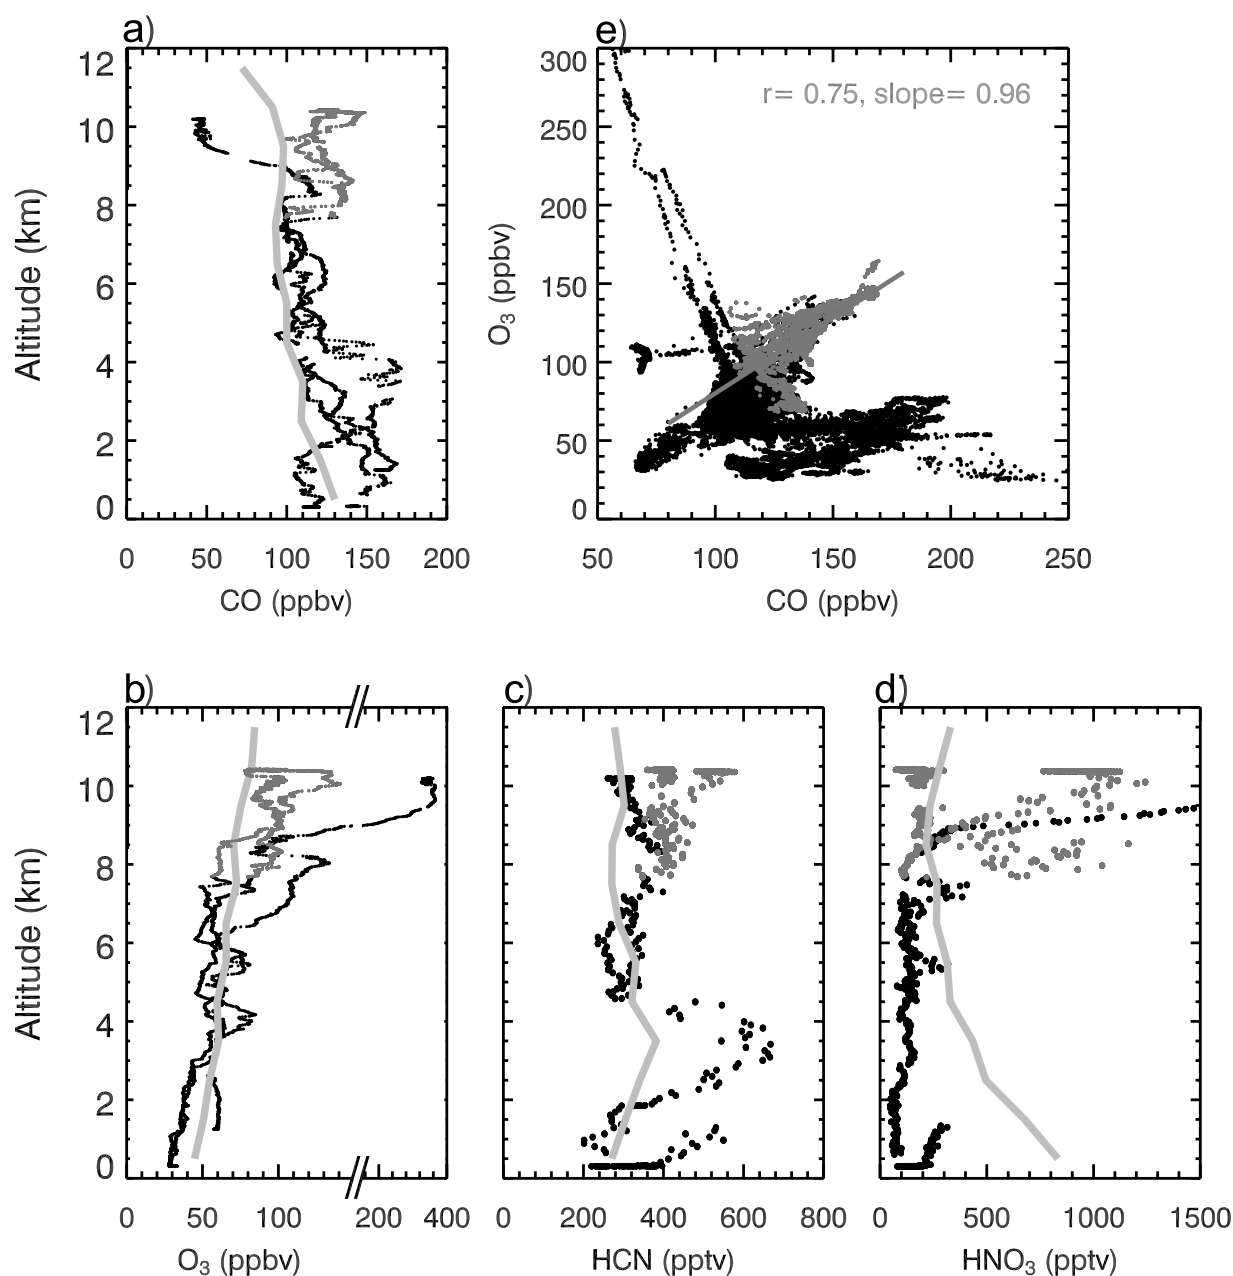 a)
12
10
8
6
4
2
0
Altitude (km)
0 50 100 150 200
CO (ppbv)
e)
300
250
200
150
100
50
0
O₃ (ppbv)
r= 0.75, slope= 0.96
50 100 150 200 250
CO (ppbv)
b)
12
10
8
6
4
2
0
Altitude (km)
0 50 100 200 400
O₃ (ppbv)
c)
0 200 400 600 800
HCN (pptv)
d)
0 500 1000 1500
HNO₃ (pptv)